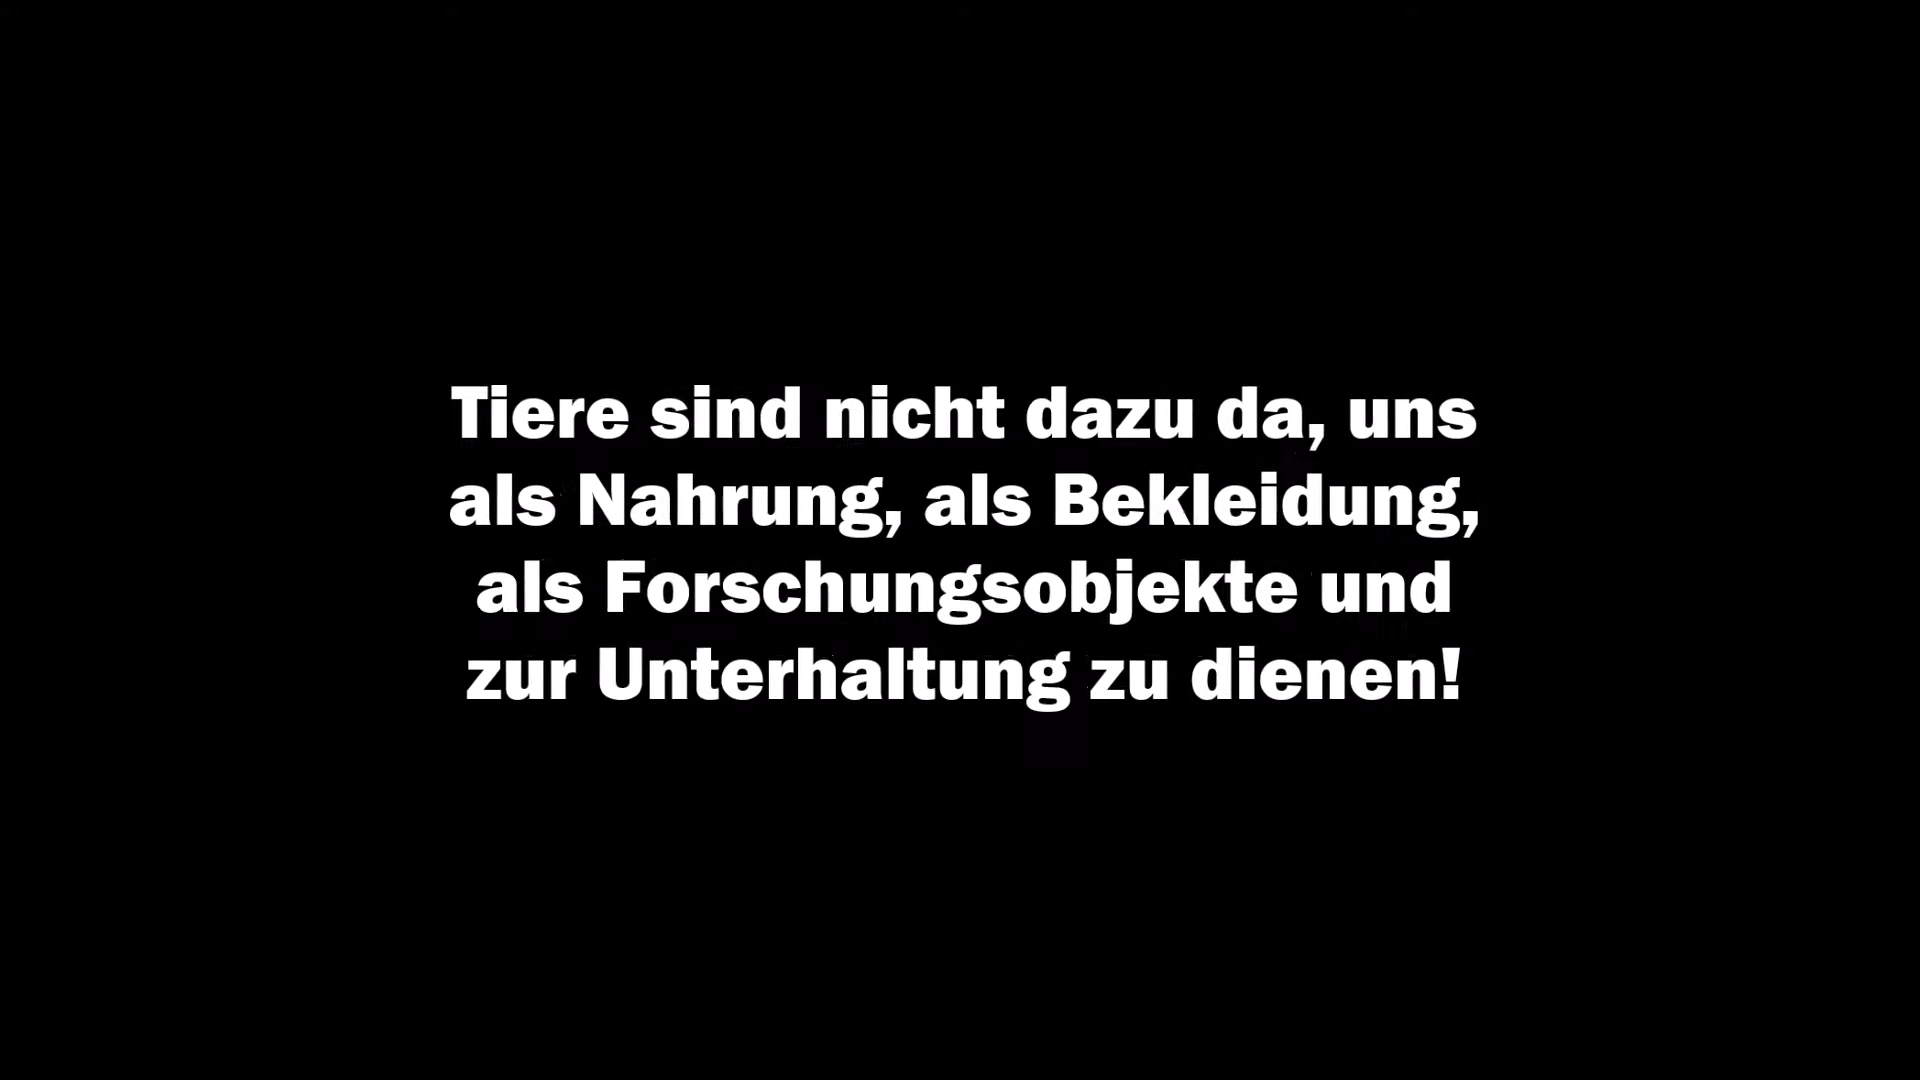 Tiere sind nicht dazu da, uns
als Nahrung, als Bekleidung,
als Forschungsobjekte und
zur Unterhaltung zu dienen!